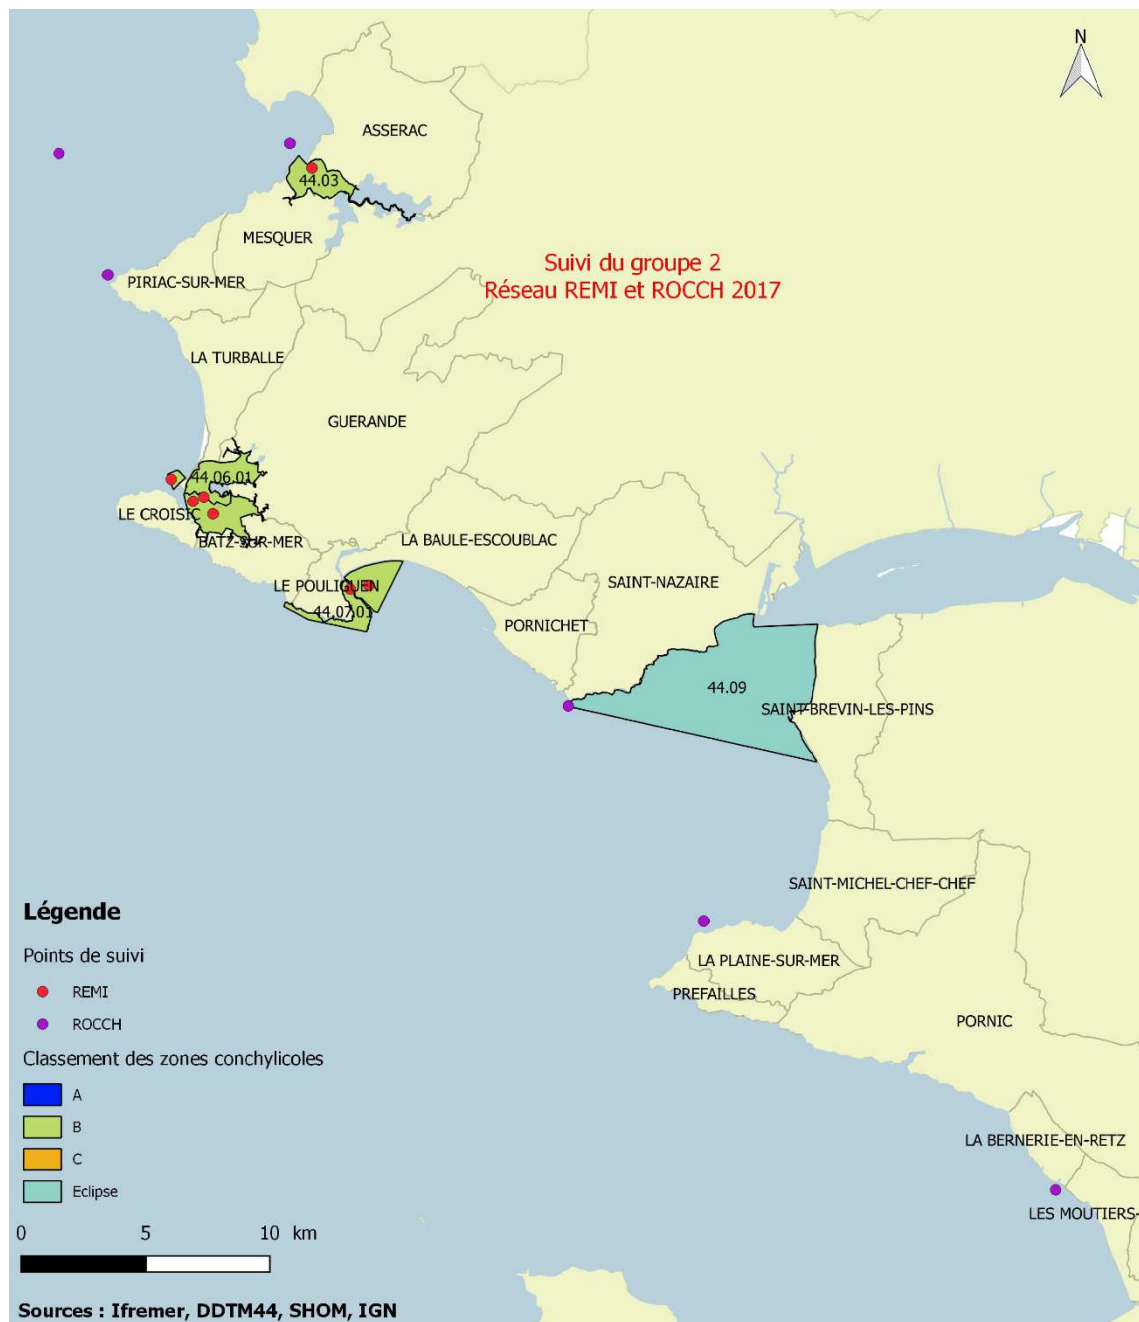 N
ASSERAC
44.03
MESQUER
Suivi du groupe 2
Réseau REMI et ROCCH 2017
PIRIAC-SUR-MER
LA TURBALLE
GUERANDE
44.06.01
LE CROISIC
BATZ-SUR-MER
LA BAULE-ESCOUBLAC
SAINT-NAZAIRE
LE POULIGUEN
44.07.01
PORNICHET
44.09
SAINT-BREVIN-LES-PINS
SAINT-MICHEL-CHEF-CHEF
LA PLAINE-SUR-MER
PREFAILLES
PORNIC
LA BERNERIE-EN-RETZ
LES MOUTIERS-
Légende
Points de suivi
REMI
ROCCH
Classement des zones conchylicoles
A
B
C
Eclipse
0 5 10 km
Sources : Ifremer, DDTM44, SHOM, IGN